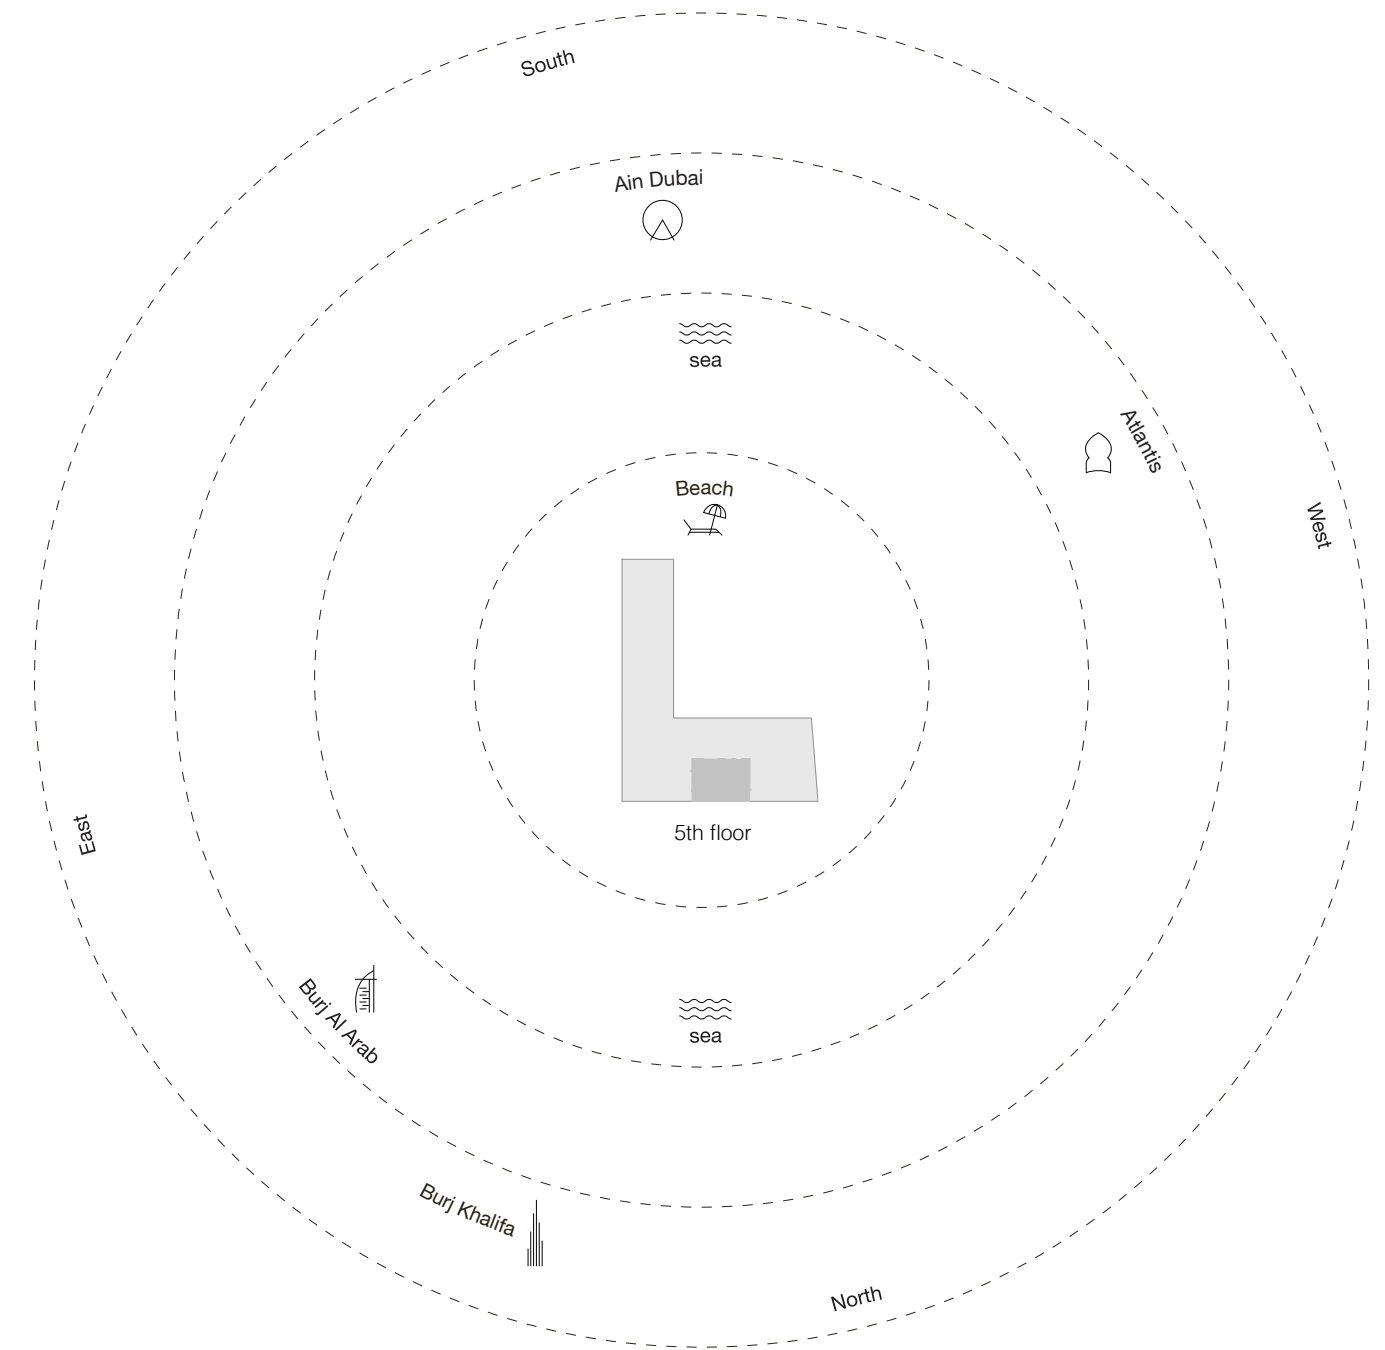 South
Ain Dubai
sea
Atlantis
Beach
West
5th floor
East
Burj Al Arab
sea
Burj Khalifa
North